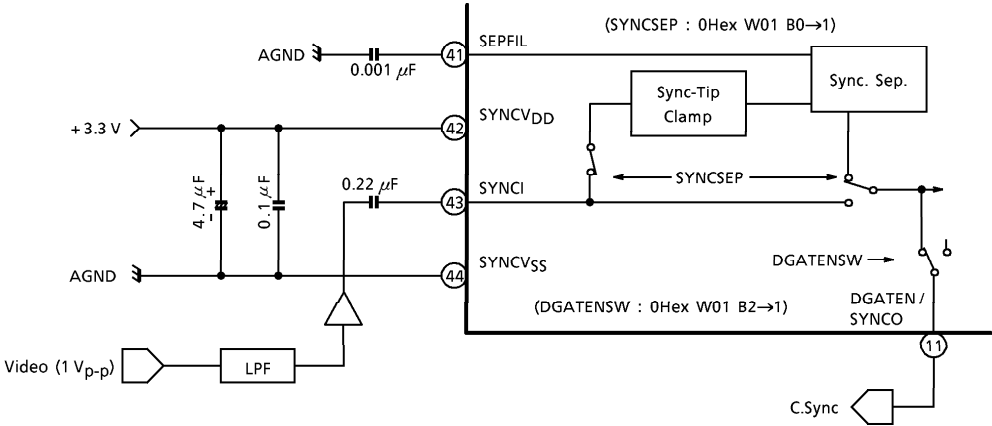 (SYNCSEP : 0Hex W01 B0→1)
AGND
0.001 μF
41
SEPFIL
Sync. Sep.
Sync-Tip
Clamp
+3.3 V
42
SYNCVDD
4.7 μF
+
-
0.1 μF
0.22 μF
43
SYNCI
SYNCSEP
AGND
44
SYNCVSS
DGATENSW
(DGATENSW : 0Hex W01 B2→1)
DGATEN /
SYNCO
11
Video (1 Vp-p)
LPF
C.Sync